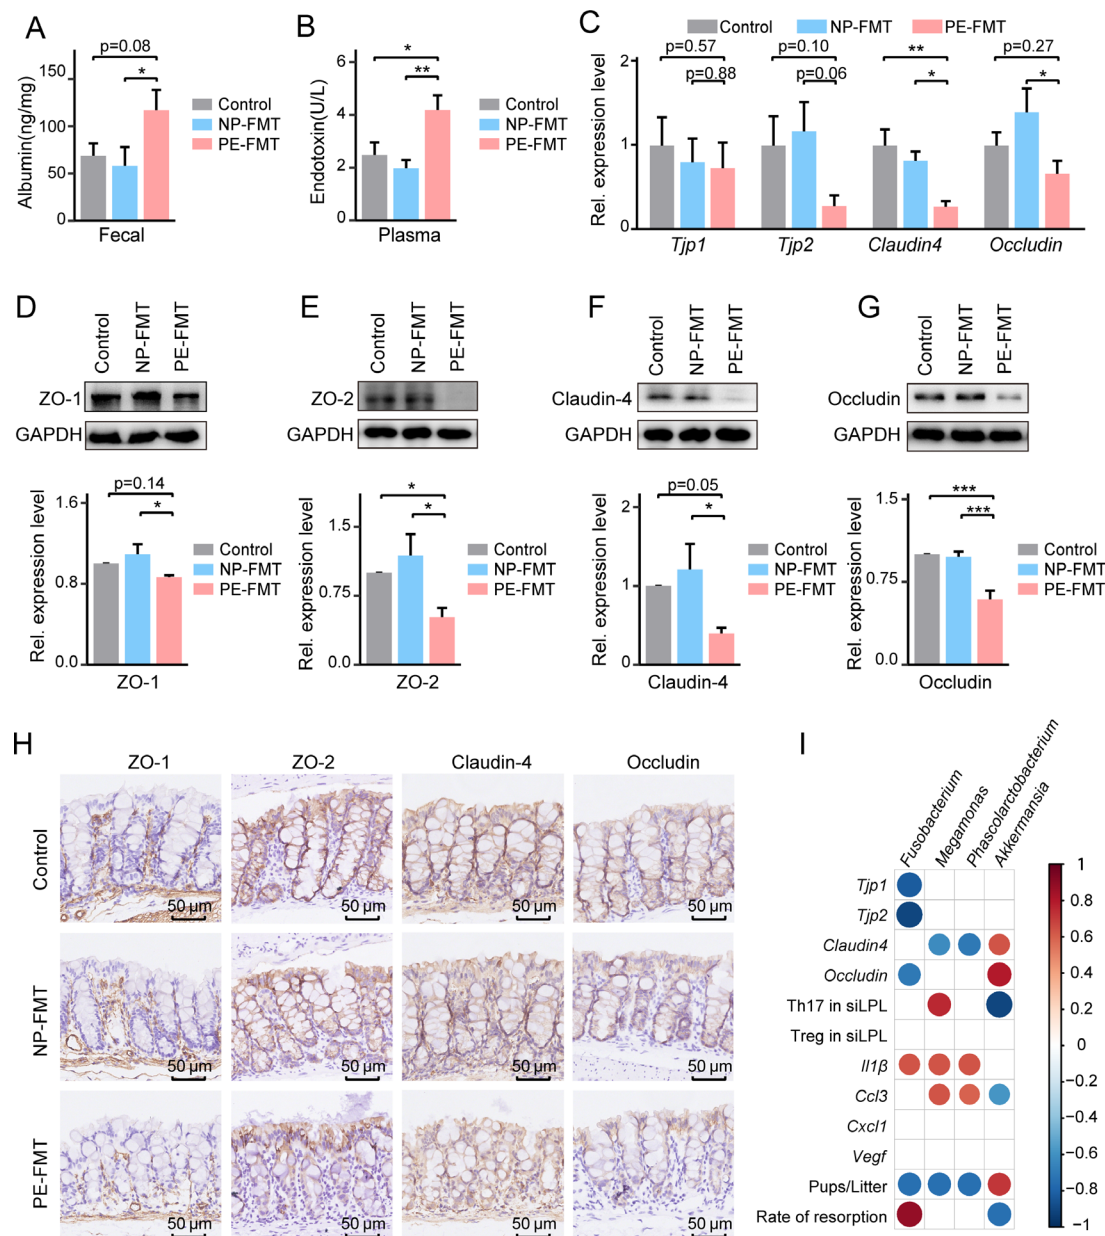 A
p=0.08
*
Albumin(ng/mg)
150
100
50
0
Fecal
Control
NP-FMT
PE-FMT
B
*
**
Endotoxin(U/L)
6
4
2
0
Plasma
Control
NP-FMT
PE-FMT
C
Control NP-FMT PE-FMT
p=0.57 p=0.10 ** p=0.27
p=0.88 p=0.06 * *
Rel. expression level
2
1
0
Tjp1 Tjp2 Claudin4 Occludin
D
Control NP-FMT PE-FMT
ZO-1
GAPDH
p=0.14
*
Rel. expression level
1.6
0.8
0.0
ZO-1
Control
NP-FMT
PE-FMT
E
Control NP-FMT PE-FMT
ZO-2
GAPDH
*
*
Rel. expression level
1.5
0.75
0.0
ZO-2
Control
NP-FMT
PE-FMT
F
Control NP-FMT PE-FMT
Claudin-4
GAPDH
p=0.05
*
Rel. expression level
2
1
0
Claudin-4
Control
NP-FMT
PE-FMT
G
Control NP-FMT PE-FMT
Occludin
GAPDH
***
***
Rel. expression level
1.5
0.75
0.0
Occludin
Control
NP-FMT
PE-FMT
H
ZO-1 ZO-2 Claudin-4 Occludin
Control
50 µm 50 µm 50 µm 50 µm
NP-FMT
50 µm 50 µm 50 µm 50 µm
PE-FMT
50 µm 50 µm 50 µm 50 µm
I
Fusobacterium
Megamonas
Phascolarctobacterium
Akkermansia
Tjp1
Tjp2
Claudin4
Occludin
Th17 in siLPL
Treg in siLPL
Il1β
Ccl3
Cxcl1
Vegf
Pups/Litter
Rate of resorption
1
0.8
0.6
0.4
0.2
0
−0.2
−0.4
−0.6
−0.8
−1